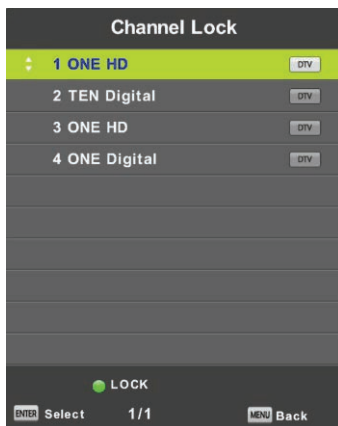 Channel Lock
1 ONE HD DTV
2 TEN Digital DTV
3 ONE HD DTV
4 ONE Digital DTV
LOCK
ENTER Select 1/1 MENU Back